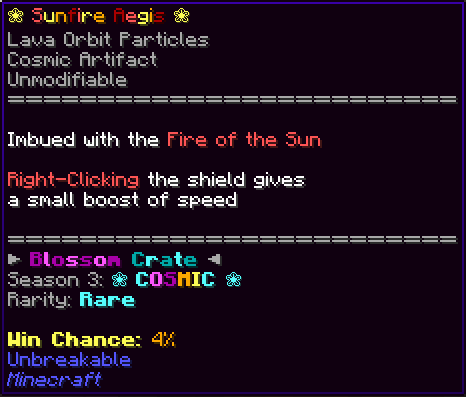 ❀ Sunfire Aegis ❀
Lava Orbit Particles
Cosmic Artifact
Unmodifiable
Imbued with the Fire of the Sun
Right-Clicking the shield gives
a small boost of speed
► Blossom Crate ◄
Season 3: ❀ COSMIC ❀
Rarity: Rare
Win Chance: 4%
Unbreakable
Minecraft